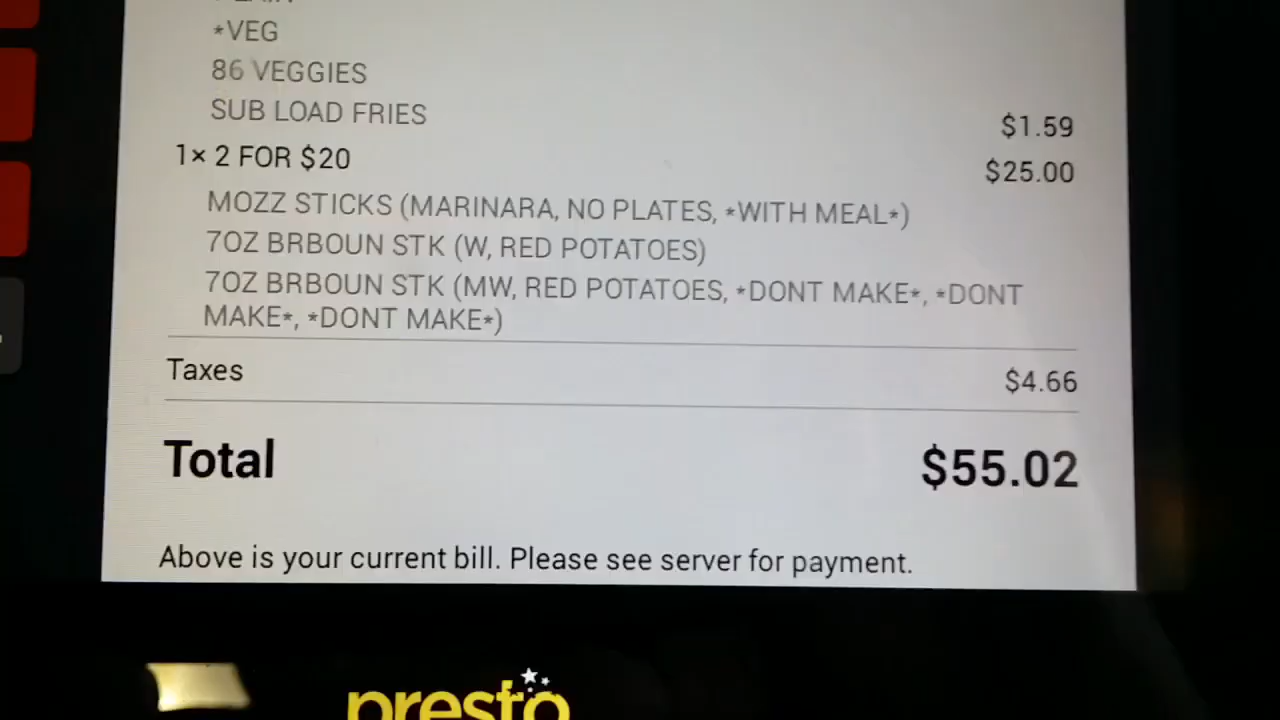 *VEG
86 VEGGIES
SUB LOAD FRIES $1.59
1× 2 FOR $20 $25.00
MOZZ STICKS (MARINARA, NO PLATES, *WITH MEAL*)
7OZ BRBOUN STK (W, RED POTATOES)
7OZ BRBOUN STK (MW, RED POTATOES, *DONT MAKE*, *DONT
MAKE*, *DONT MAKE*)
Taxes $4.66
Total $55.02
Above is your current bill. Please see server for payment.
presto